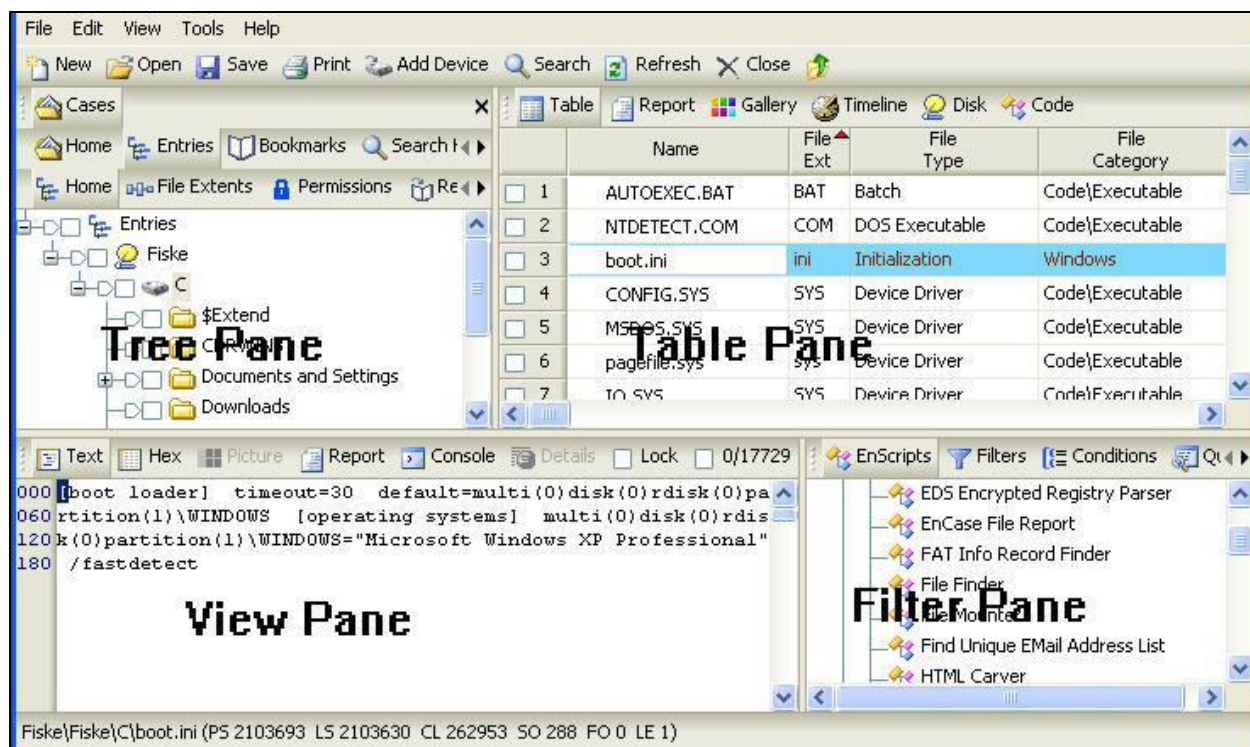 File Edit View Tools Help
New Open Save Print Add Device Search Refresh Close
Cases
Home Entries Bookmarks Search H
Home File Extents Permissions Re
Entries
Fiske
C
$Extend
Documents and Settings
Downloads
Tree Pane
Table Report Gallery Timeline Disk Code
Name File Ext File Type File Category
1 AUTOEXEC.BAT BAT Batch Code\Executable
2 NTDETECT.COM COM DOS Executable Code\Executable
3 boot.ini ini Initialization Windows
4 CONFIG.SYS SYS Device Driver Code\Executable
5 MSDOS.SYS SYS Device Driver Code\Executable
6 pagefile.sys sys Device Driver Code\Executable
7 IO.SYS SYS Device Driver Code\Executable
Table Pane
Text Hex Picture Report Console Details Lock 0/17729
000 [boot loader] timeout=30 default=multi(0)disk(0)rdisk(0)pa
060 rtition(1)\WINDOWS [operating systems] multi(0)disk(0)rdis
120 k(0)partition(1)\WINDOWS="Microsoft Windows XP Professional"
180 /fastdetect
View Pane
EnScripts Filters Conditions Qu
EDS Encrypted Registry Parser
EnCase File Report
FAT Info Record Finder
File Finder
File Mounter
Find Unique EMail Address List
HTML Carver
Filter Pane
Fiske\Fiske\C\boot.ini (PS 2103693 LS 2103630 CL 262953 SO 288 FO 0 LE 1)